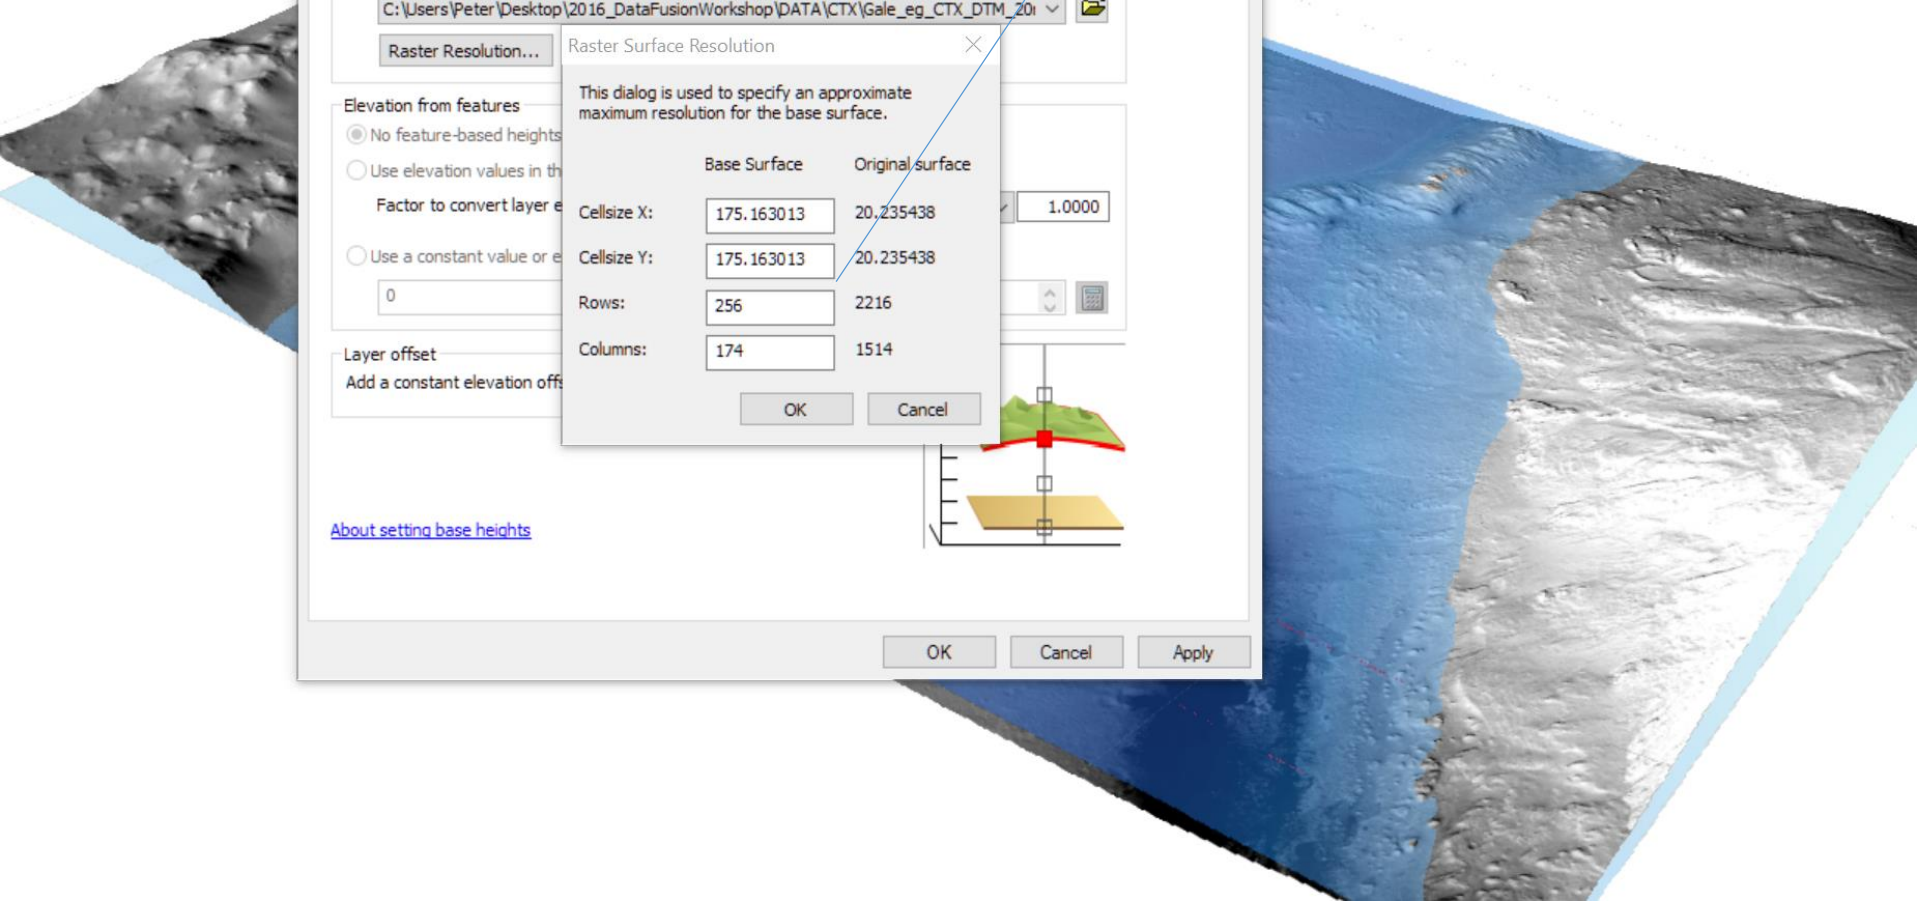 C:\Users\Peter\Desktop\2016_DataFusionWorkshop\DATA\CTX\Gale_eg_CTX_DTM_20
Raster Resolution...
Raster Surface Resolution
This dialog is used to specify an approximate
maximum resolution for the base surface.
Base Surface Original surface
Cellsize X: 175.163013 20.235438
Cellsize Y: 175.163013 20.235438
Rows: 256 2216
Columns: 174 1514
OK Cancel
Elevation from features
No feature-based heights
Use elevation values in th
Factor to convert layer e 1.0000
Use a constant value or e
0
Layer offset
Add a constant elevation offs
About setting base heights
OK Cancel Apply